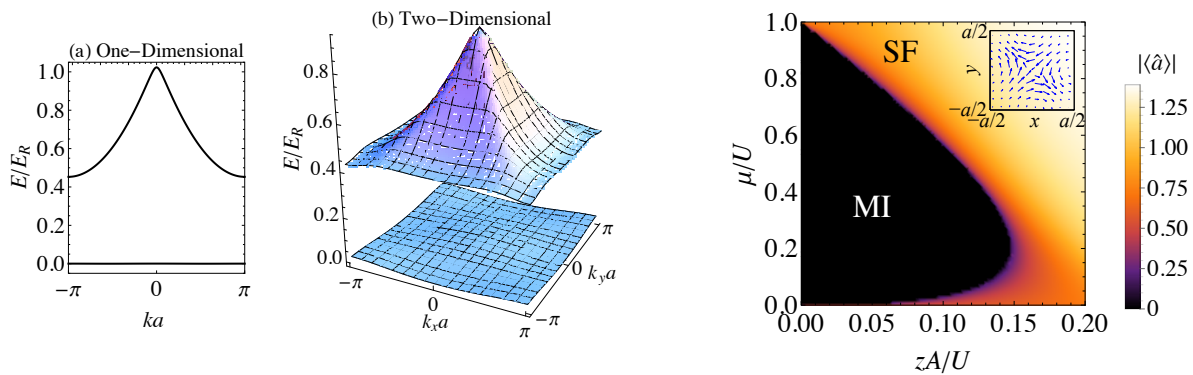 (a) One−Dimensional
E/E_R
1.0
0.8
0.6
0.4
0.2
0.0
−π
0
π
ka
(b) Two−Dimensional
E/E_R
0.8
0.6
0.4
0.2
0.0
−π
0
π
k_xa
−π
0
π
k_ya
μ/U
1.0
0.8
0.6
0.4
0.2
0.0
0.00
0.05
0.10
0.15
0.20
zA/U
SF
MI
a/2
y
−a/2
−a/2
x
a/2
|⟨â⟩|
1.25
1.00
0.75
0.50
0.25
0